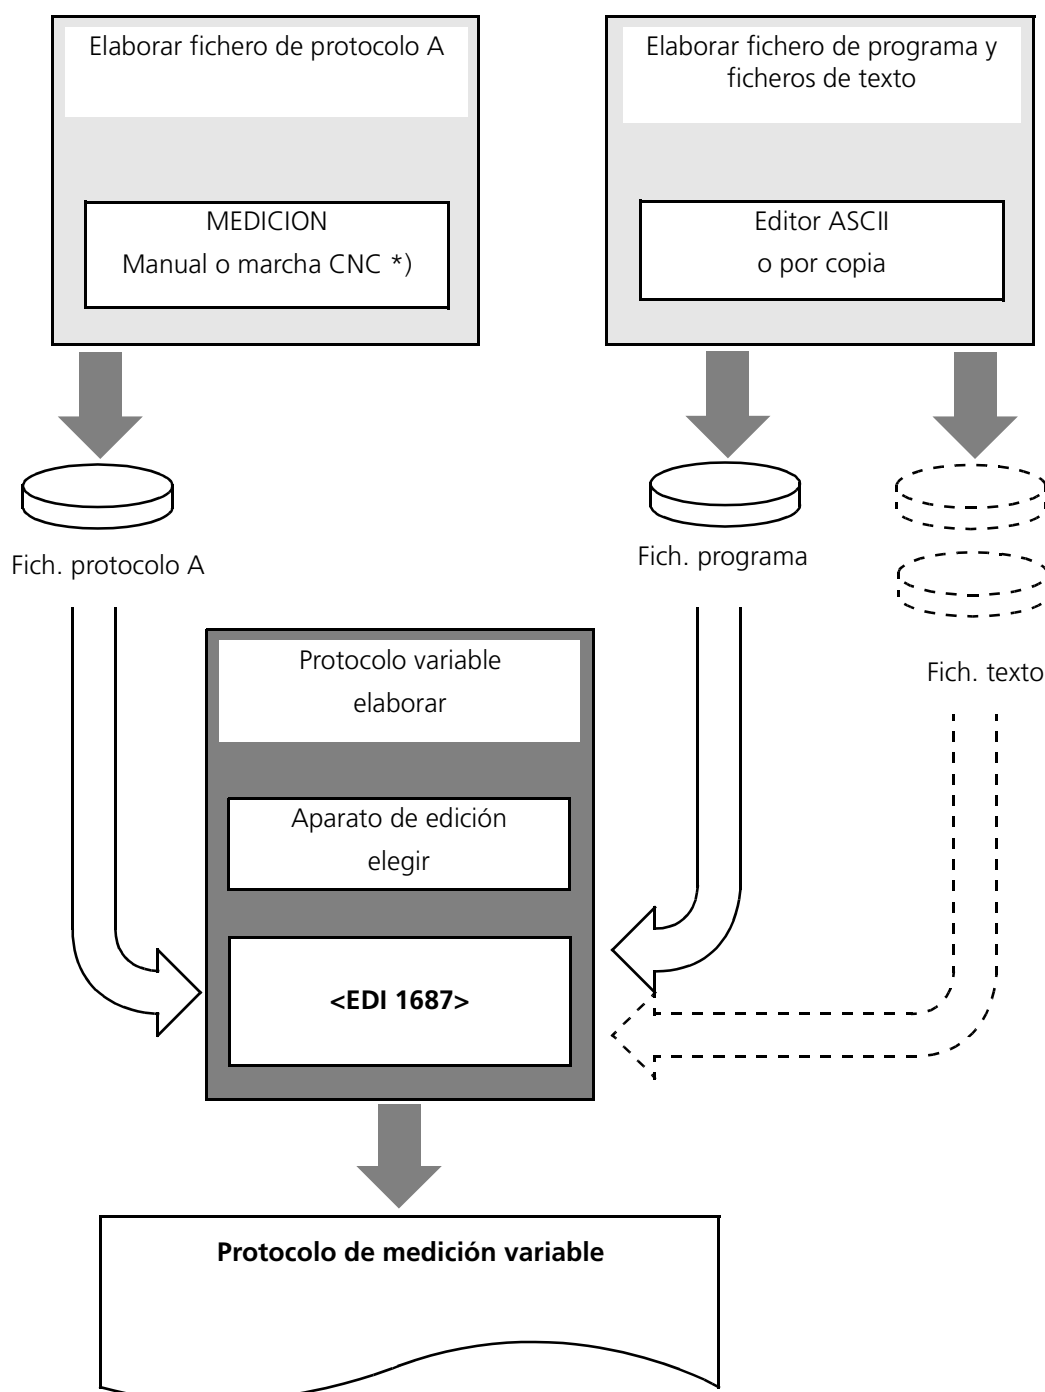 Elaborar fichero de protocolo A
MEDICION
Manual o marcha CNC *)
Elaborar fichero de programa y
ficheros de texto
Editor ASCII
o por copia
Fich. protocolo A
Fich. programa
Fich. texto
Protocolo variable
elaborar
Aparato de edición
elegir
<EDI 1687>
Protocolo de medición variable